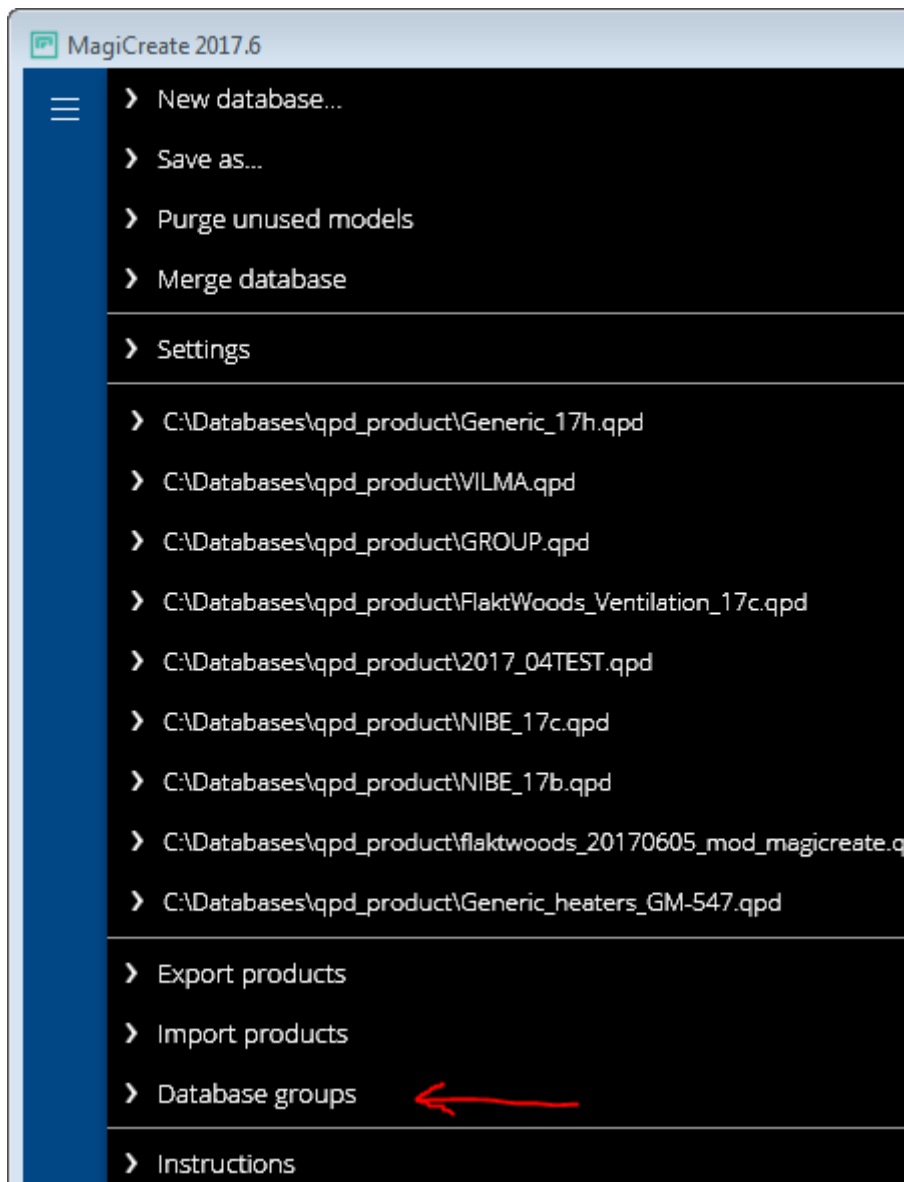 MagiCreate 2017.6
New database...
Save as...
Purge unused models
Merge database
Settings
C:\Databases\qpd_product\Generic_17h.qpd
C:\Databases\qpd_product\VILMA.qpd
C:\Databases\qpd_product\GROUP.qpd
C:\Databases\qpd_product\FlaktWoods_Ventilation_17c.qpd
C:\Databases\qpd_product\2017_04TEST.qpd
C:\Databases\qpd_product\NIBE_17c.qpd
C:\Databases\qpd_product\NIBE_17b.qpd
C:\Databases\qpd_product\flaktwoods_20170605_mod_magicreate.q
C:\Databases\qpd_product\Generic_heaters_GM-547.qpd
Export products
Import products
Database groups
Instructions